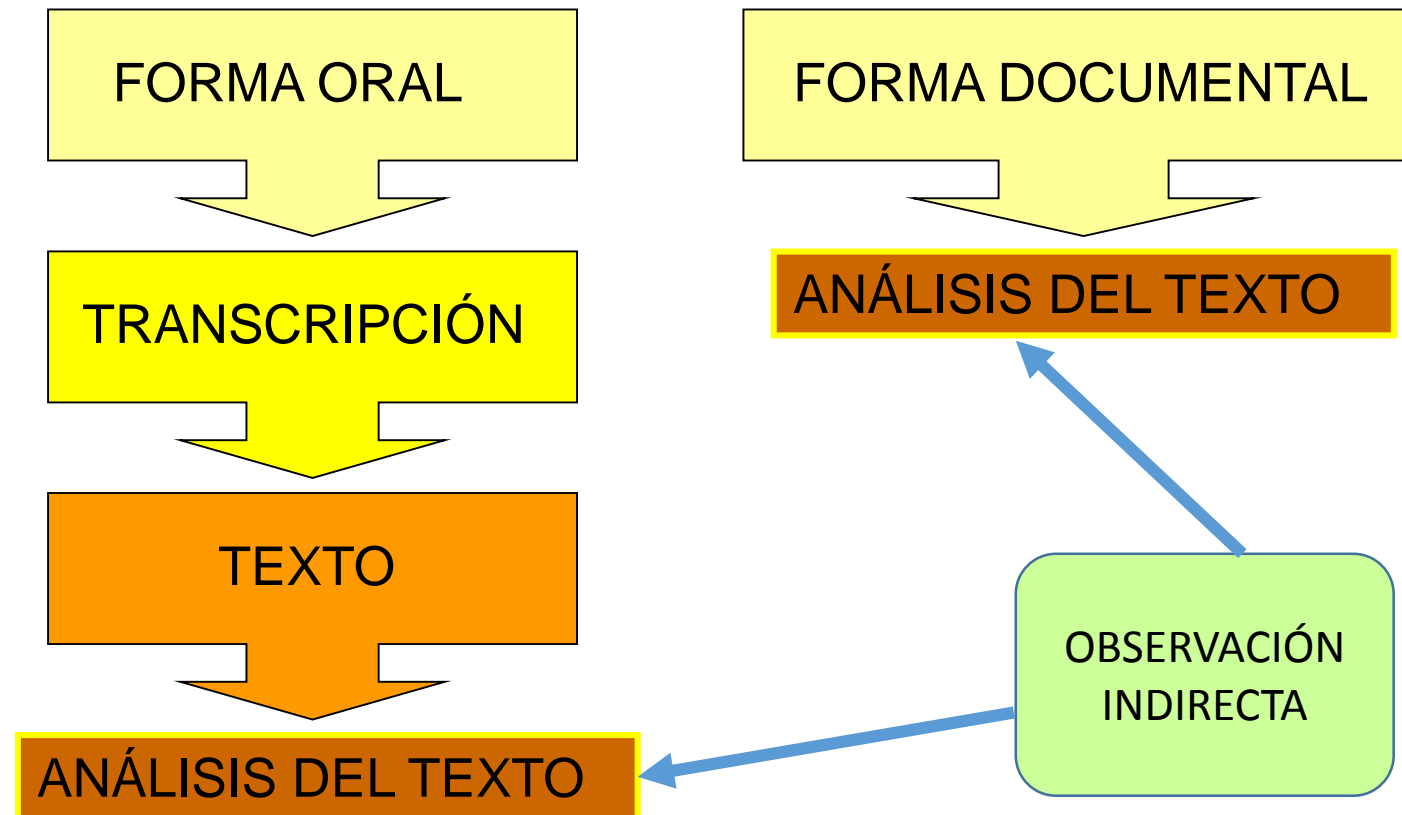 FORMA ORAL
TRANSCRIPCIÓN
TEXTO
ANÁLISIS DEL TEXTO
FORMA DOCUMENTAL
ANÁLISIS DEL TEXTO
OBSERVACIÓN
INDIRECTA